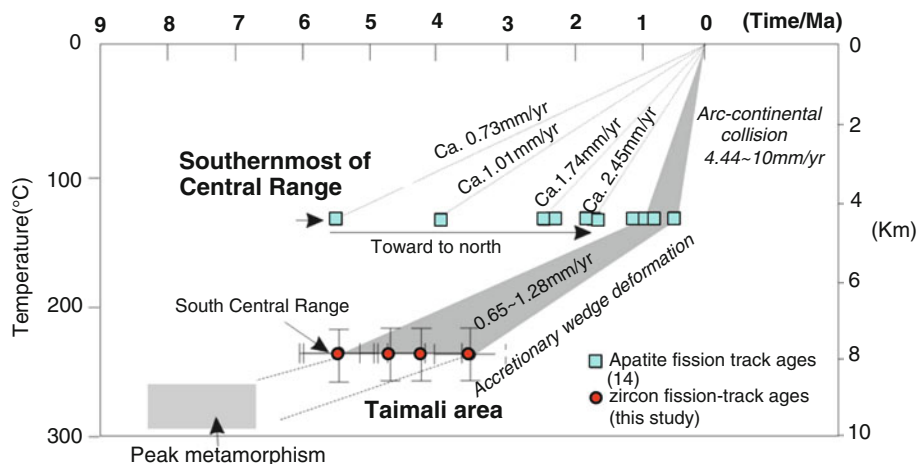 9 8 7 6 5 4 3 2 1 0 (Time/Ma)
0
100
200
300
Temperature(°C)
0
2
4
6
8
10
(Km)
Ca. 0.73mm/yr
Ca.1.01mm/yr
Ca.1.74mm/yr
Ca. 2.45mm/yr
Arc-continental
collision
4.44~10mm/yr
Southernmost of
Central Range
Toward to north
South Central Range
0.65~1.28mm/yr
Accretionary wedge deformation
Taimali area
Peak metamorphism
Apatite fission track ages
(14)
zircon fission-track ages
(this study)